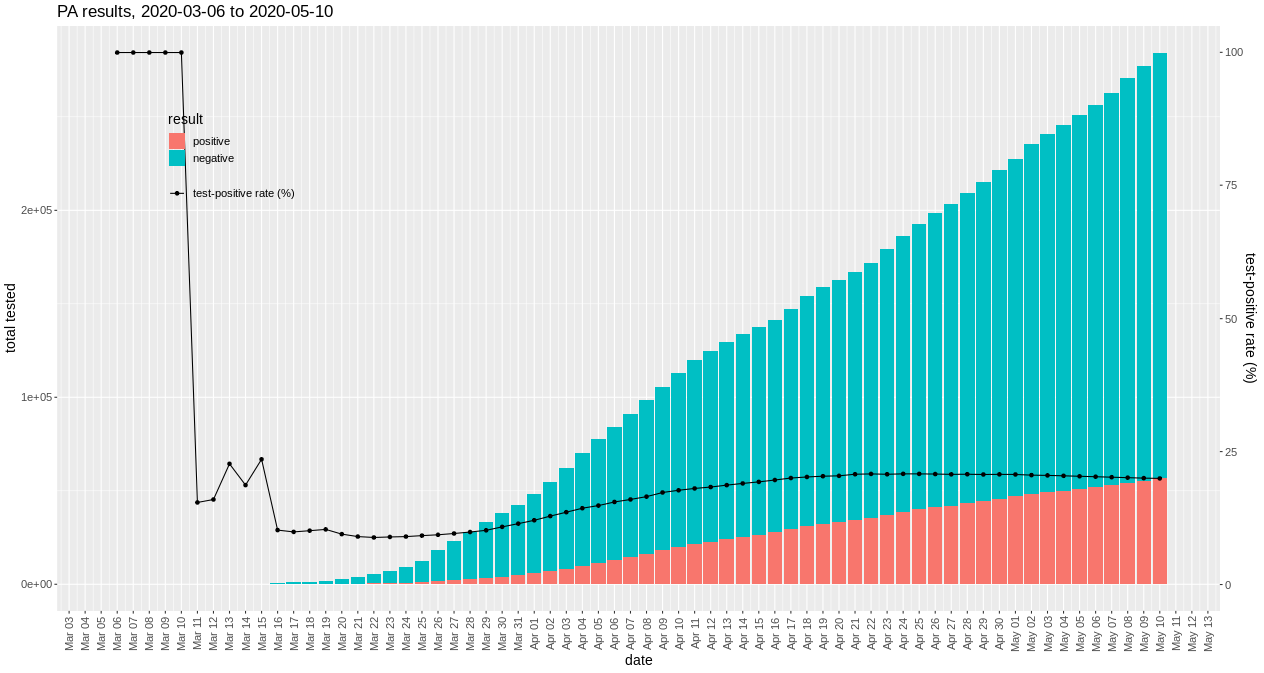 PA results, 2020-03-06 to 2020-05-10
total tested
2e+05
1e+05
0e+00
result
positive
negative
test-positive rate (%)
100
75
50
25
0
test-positive rate (%)
Mar 03
Mar 04
Mar 05
Mar 06
Mar 07
Mar 08
Mar 09
Mar 10
Mar 11
Mar 12
Mar 13
Mar 14
Mar 15
Mar 16
Mar 17
Mar 18
Mar 19
Mar 20
Mar 21
Mar 22
Mar 23
Mar 24
Mar 25
Mar 26
Mar 27
Mar 28
Mar 29
Mar 30
Mar 31
Apr 01
Apr 02
Apr 03
Apr 04
Apr 05
Apr 06
Apr 07
Apr 08
Apr 09
Apr 10
Apr 11
Apr 12
Apr 13
Apr 14
Apr 15
Apr 16
Apr 17
Apr 18
Apr 19
Apr 20
Apr 21
Apr 22
Apr 23
Apr 24
Apr 25
Apr 26
Apr 27
Apr 28
Apr 29
Apr 30
May 01
May 02
May 03
May 04
May 05
May 06
May 07
May 08
May 09
May 10
May 11
May 12
May 13
date